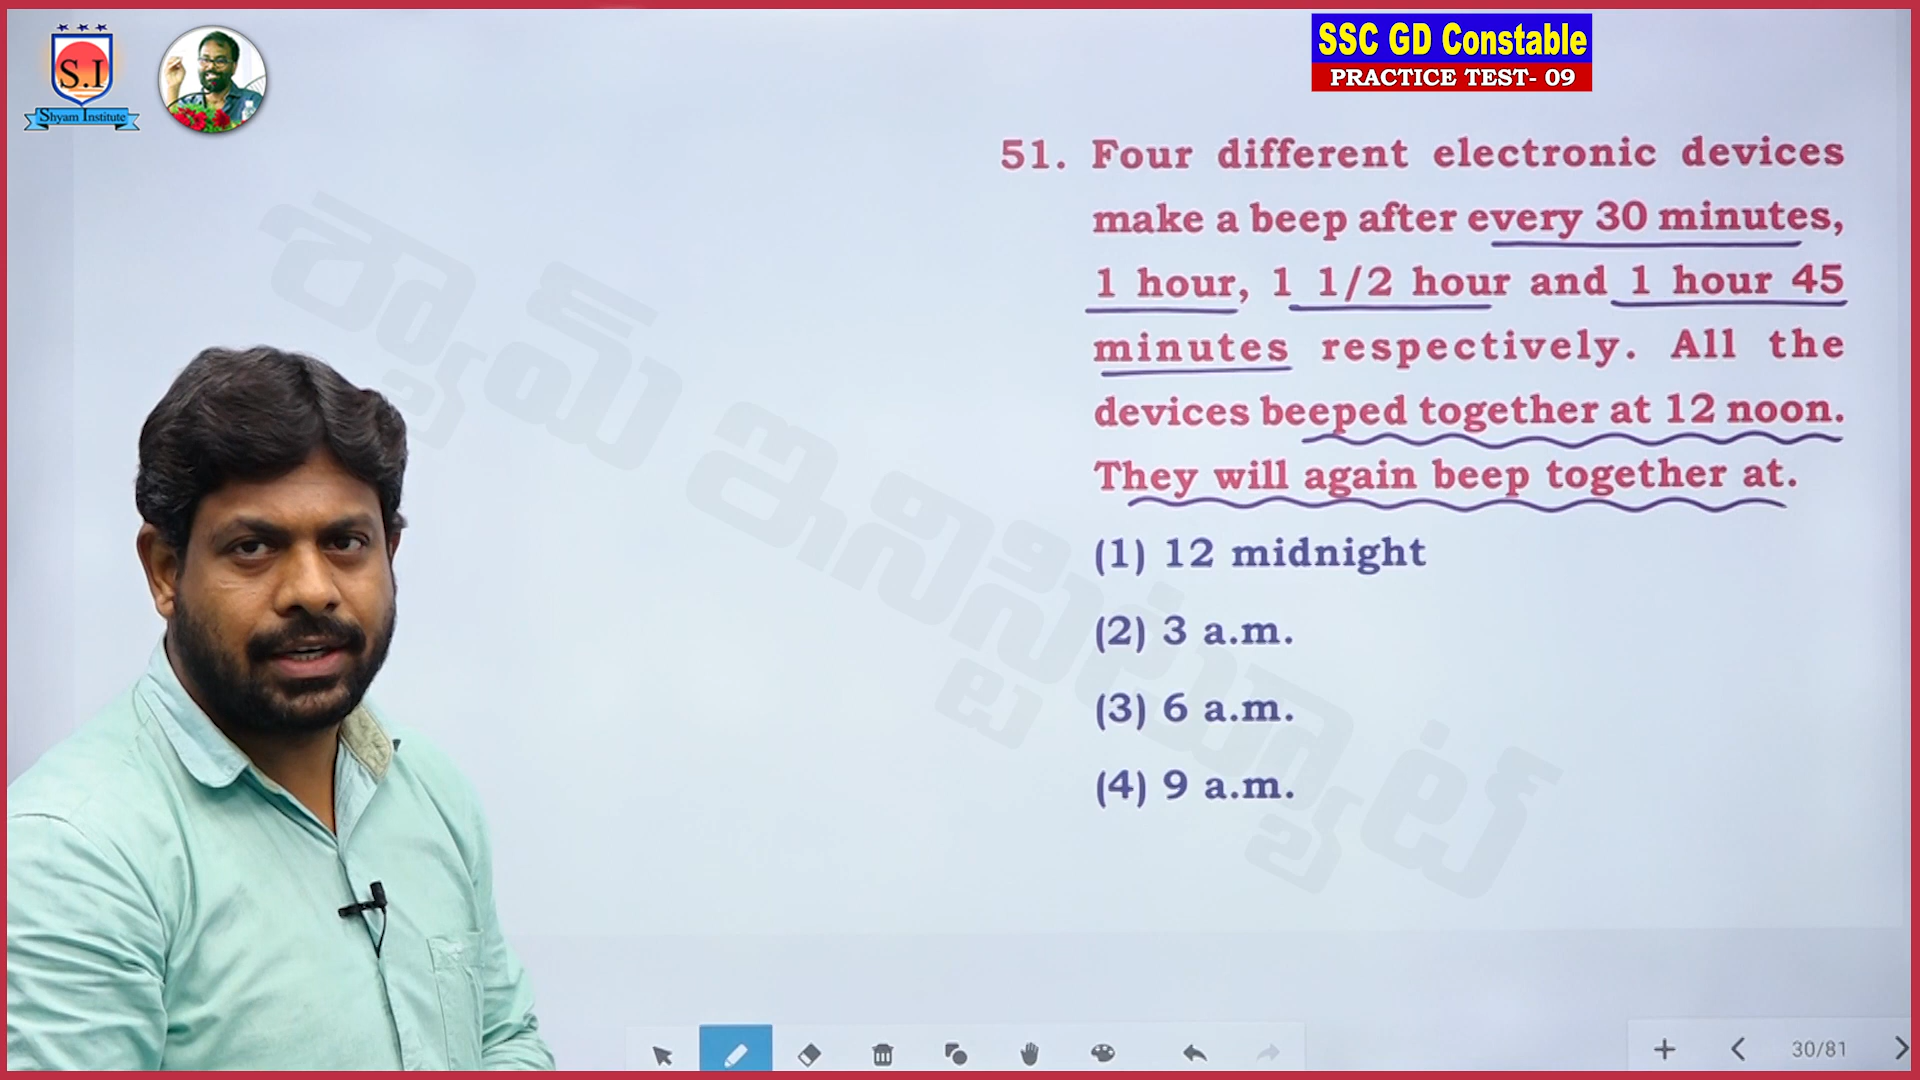 S.I
Shyam Institute
SSC GD Constable
PRACTICE TEST- 09
51. Four different electronic devices
make a beep after every 30 minutes,
1 hour, 1 1/2 hour and 1 hour 45
minutes respectively. All the
devices beeped together at 12 noon.
They will again beep together at.
(1) 12 midnight
(2) 3 a.m.
(3) 6 a.m.
(4) 9 a.m.
శ్యామ్ ఇన్స్టిట్యూట్
30/81